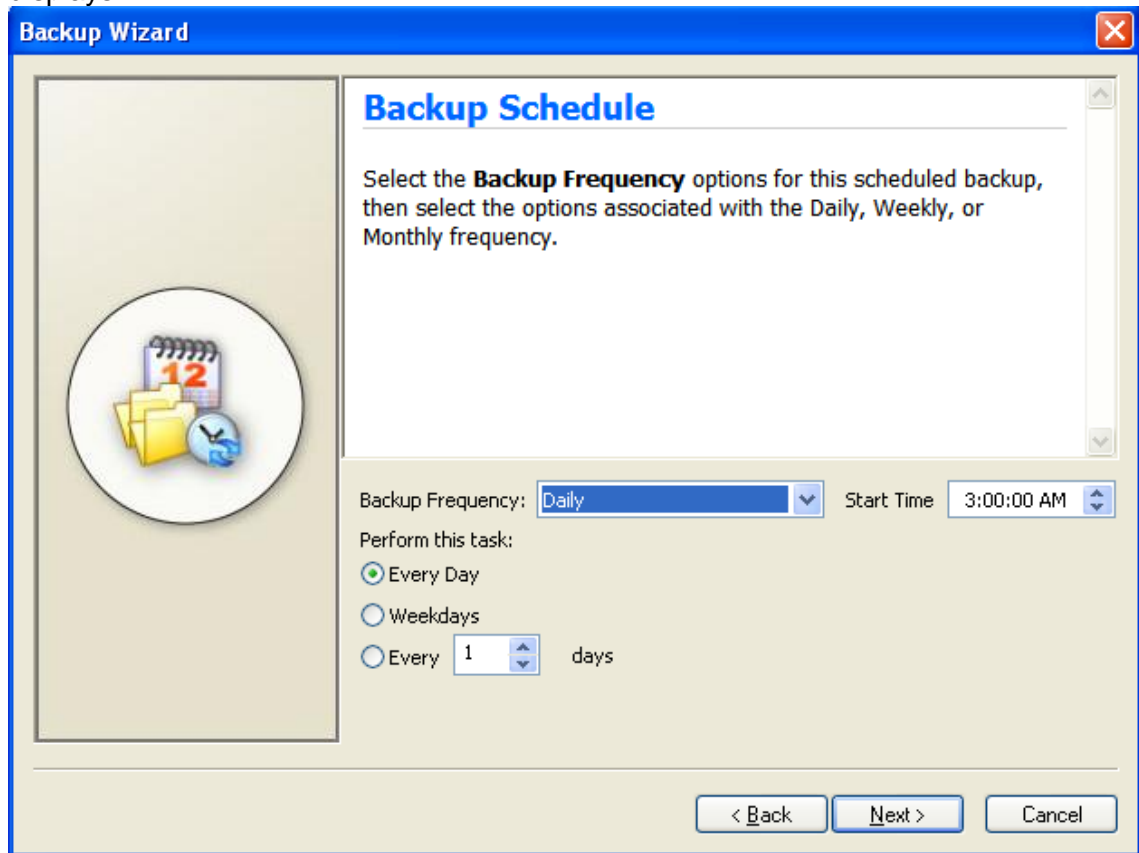 Backup Wizard
Backup Schedule
Select the Backup Frequency options for this scheduled backup,
then select the options associated with the Daily, Weekly, or
Monthly frequency.
12
Backup Frequency: Daily Start Time 3:00:00 AM
Perform this task:
Every Day
Weekdays
Every 1 days
< Back Next > Cancel